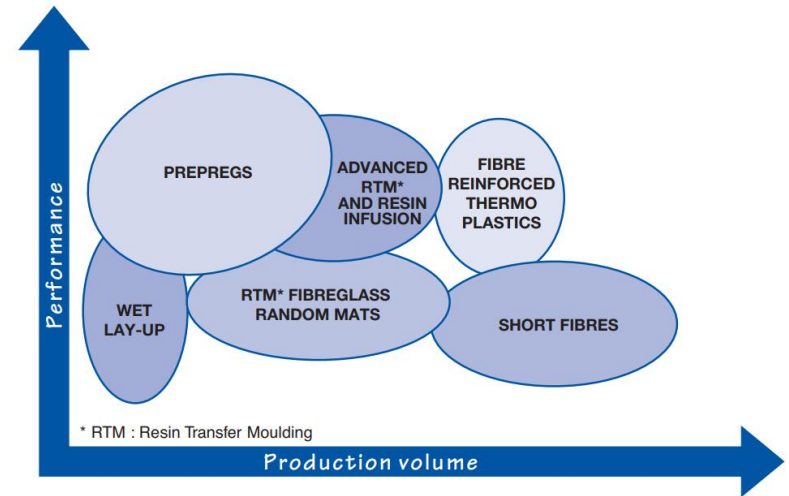 Performance
PREPREGS
ADVANCED
RTM*
AND RESIN
INFUSION
FIBRE
REINFORCED
THERMO
PLASTICS
WET
LAY-UP
RTM* FIBREGLASS
RANDOM MATS
SHORT FIBRES
* RTM : Resin Transfer Moulding
Production volume